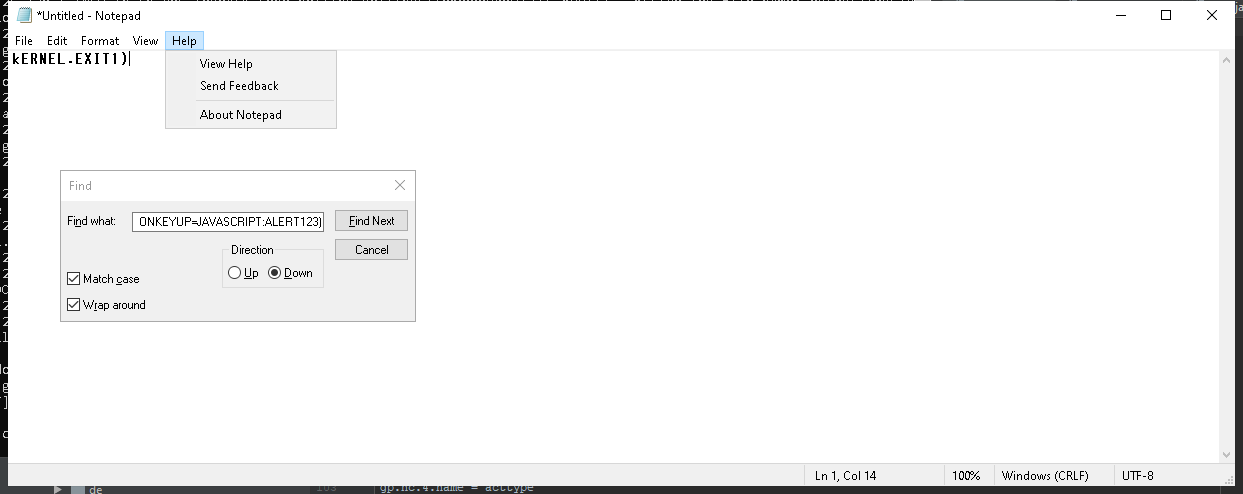 *Untitled - Notepad
File Edit Format View Help
kERNEL.EXIT1)
View Help
Send Feedback
About Notepad
Find
Find what: ONKEYUP=JAVASCRIPT:ALERT123) Find Next
Direction Cancel
Up Down
Match case
Wrap around
Ln 1, Col 14 100% Windows (CRLF) UTF-8
de 103 gp.nc.4.name = acctype